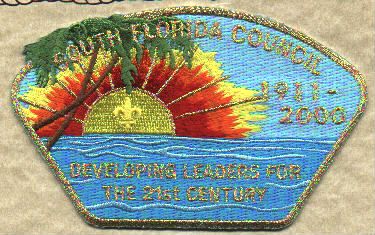 SOUTH FLORIDA COUNCIL
1911-
2000
DEVELOPING LEADERS FOR
THE 21st CENTURY